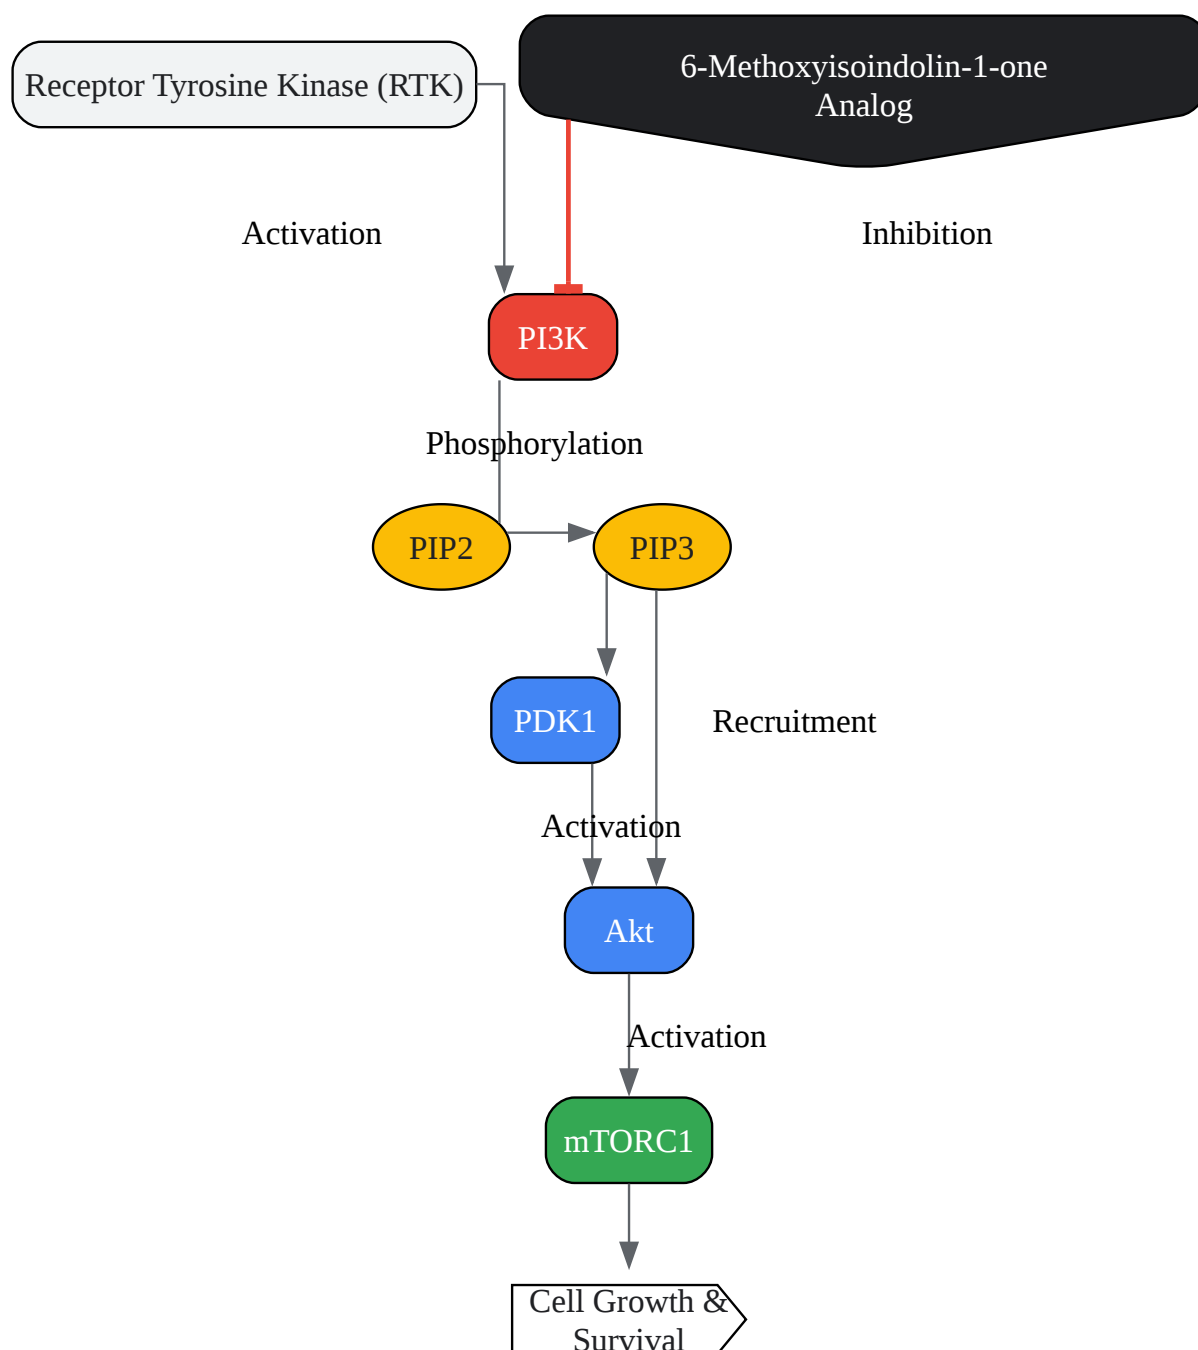 Receptor Tyrosine Kinase (RTK)
6-Methoxyisoindolin-1-one
Analog
Activation
Inhibition
PI3K
Phosphorylation
PIP2
PIP3
PDK1
Recruitment
Activation
Akt
Activation
mTORC1
Cell Growth &
Survival